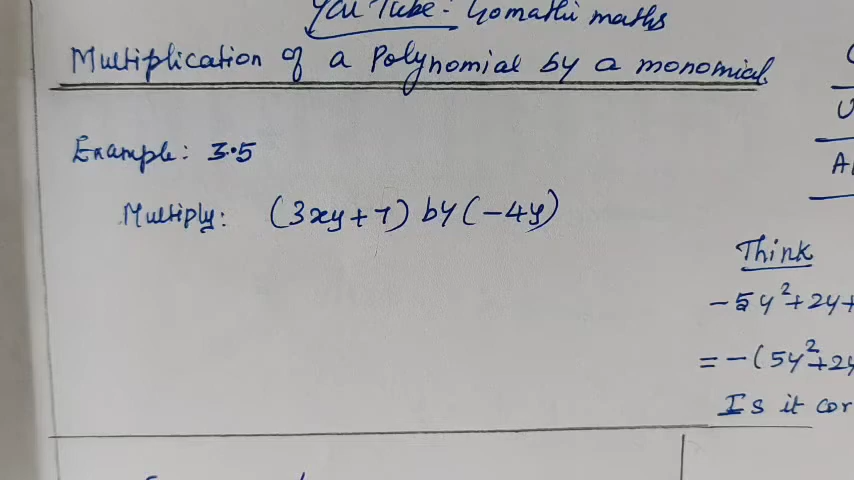 YouTube: Gomathi maths
Multiplication of a Polynomial by a monomial
Example: 3.5
Multiply: (3xy+7) by (-4y)
Think
-5y²+2y+
=-(5y²+2y
Is it cor